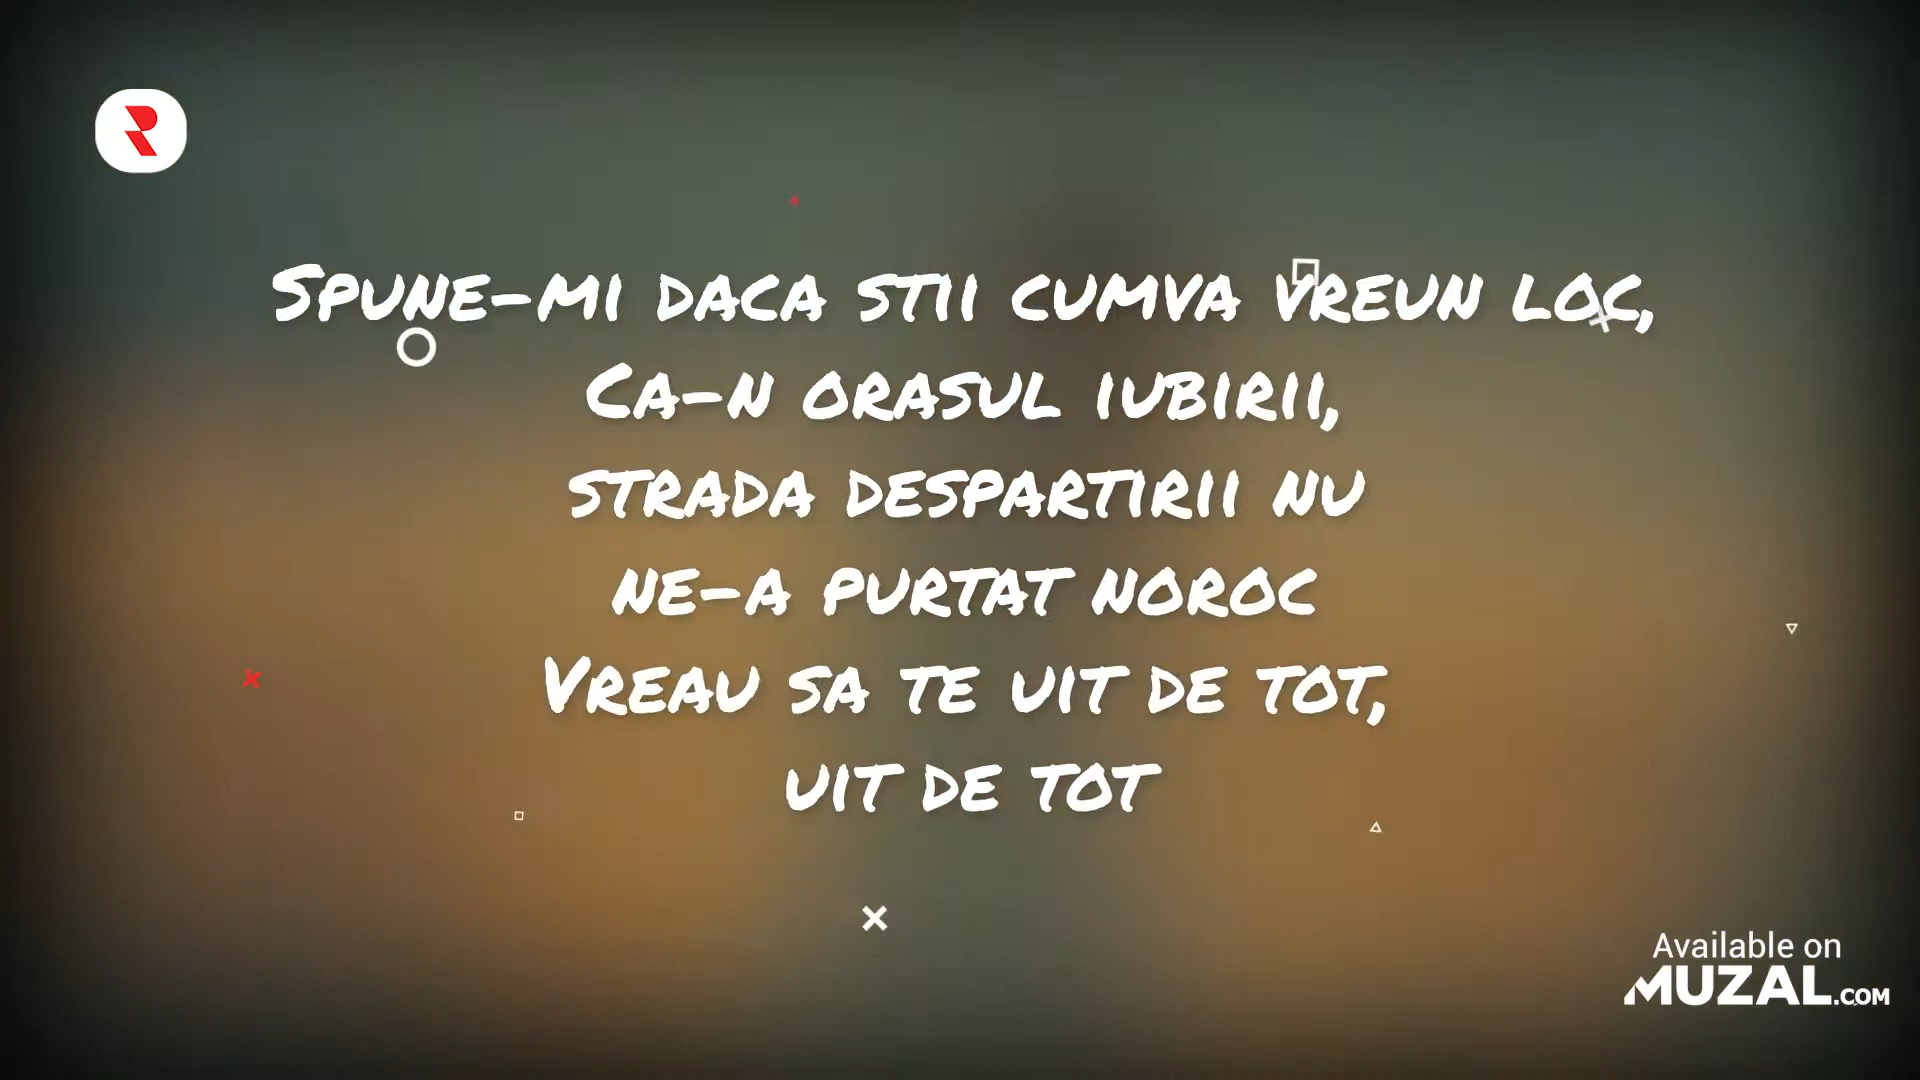 Spune-mi daca stii cumva vreun loc,
Ca-n orasul iubirii,
strada despartirii nu
ne-a purtat noroc
Vreau sa te uit de tot,
uit de tot
Available on
MUZAL.COM